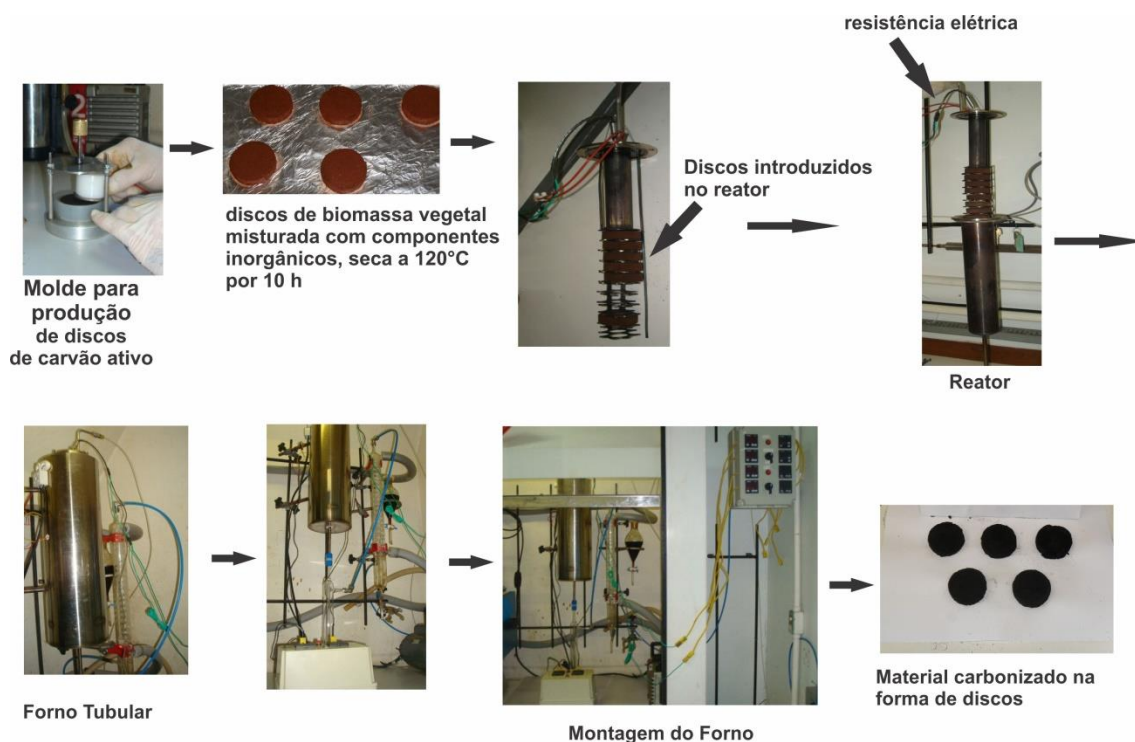 resistência elétrica
2
Discos introduzidos
no reator
discos de biomassa vegetal
misturada com componentes
inorgânicos, seca a 120°C
por 10 h
Molde para
produção
de discos
de carvão ativo
Reator
Forno Tubular
Montagem do Forno
Material carbonizado na
forma de discos